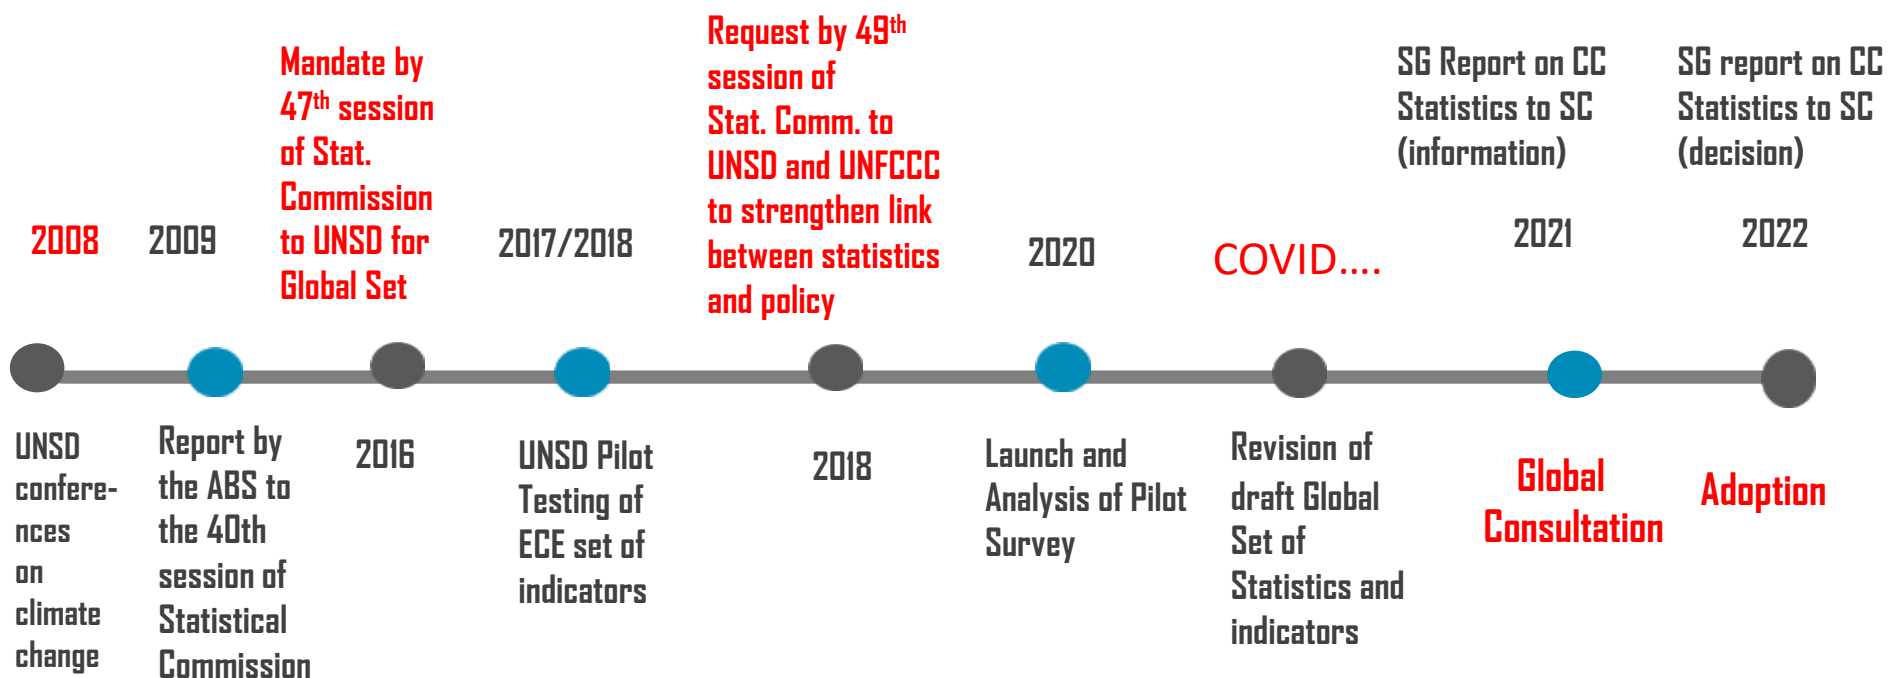 2008
UNSD
confere-
nces
on
climate
change
2009
Report by
the ABS to
the 40th
session of
Statistical
Commission
Mandate by
47th session
of Stat.
Commission
to UNSD for
Global Set
2016
2017/2018
UNSD Pilot
Testing of
ECE set of
indicators
Request by 49th
session of
Stat. Comm. to
UNSD and UNFCCC
to strengthen link
between statistics
and policy
2018
2020
Launch and
Analysis of Pilot
Survey
COVID....
Revision of
draft Global
Set of
Statistics and
indicators
SG Report on CC
Statistics to SC
(information)
2021
Global
Consultation
SG report on CC
Statistics to SC
(decision)
2022
Adoption